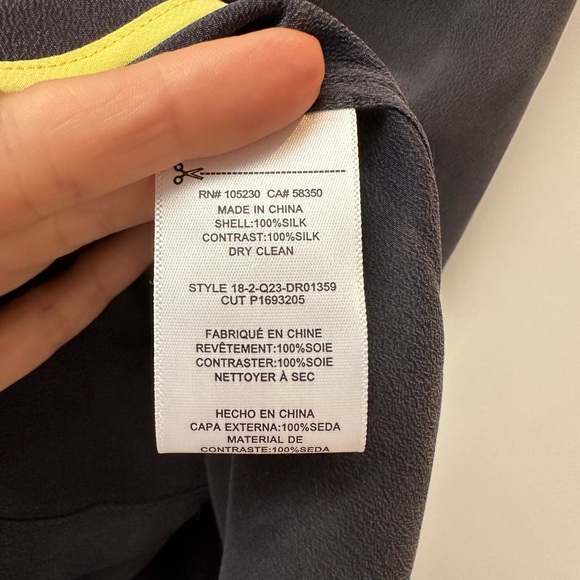 RN# 105230 CA# 58350
MADE IN CHINA
SHELL:100%SILK
CONTRAST:100%SILK
DRY CLEAN
STYLE 18-2-Q23-DR01359
CUT P1693205
FABRIQUÉ EN CHINE
REVÊTEMENT:100%SOIE
CONTRASTER:100%SOIE
NETTOYER À SEC
HECHO EN CHINA
CAPA EXTERNA:100%SEDA
MATERIAL DE
CONTRASTE:100%SEDA